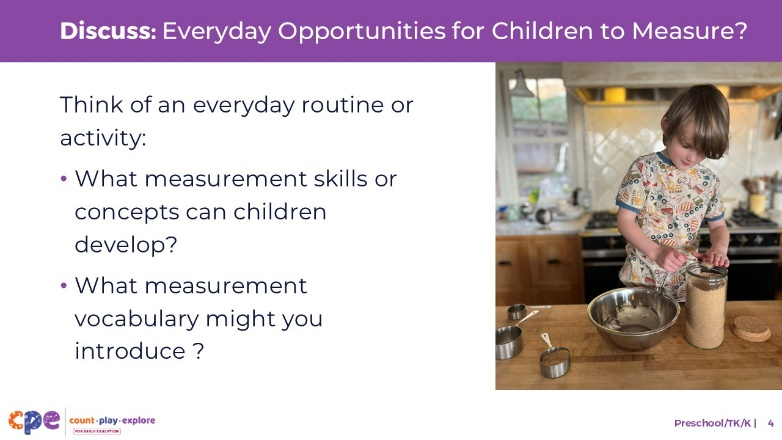 Discuss: Everyday Opportunities for Children to Measure?
Think of an everyday routine or
activity:
• What measurement skills or
concepts can children
develop?
• What measurement
vocabulary might you
introduce ?
cpe
count·play·explore
FOR EARLY EDUCATION
Preschool/TK/K | 4